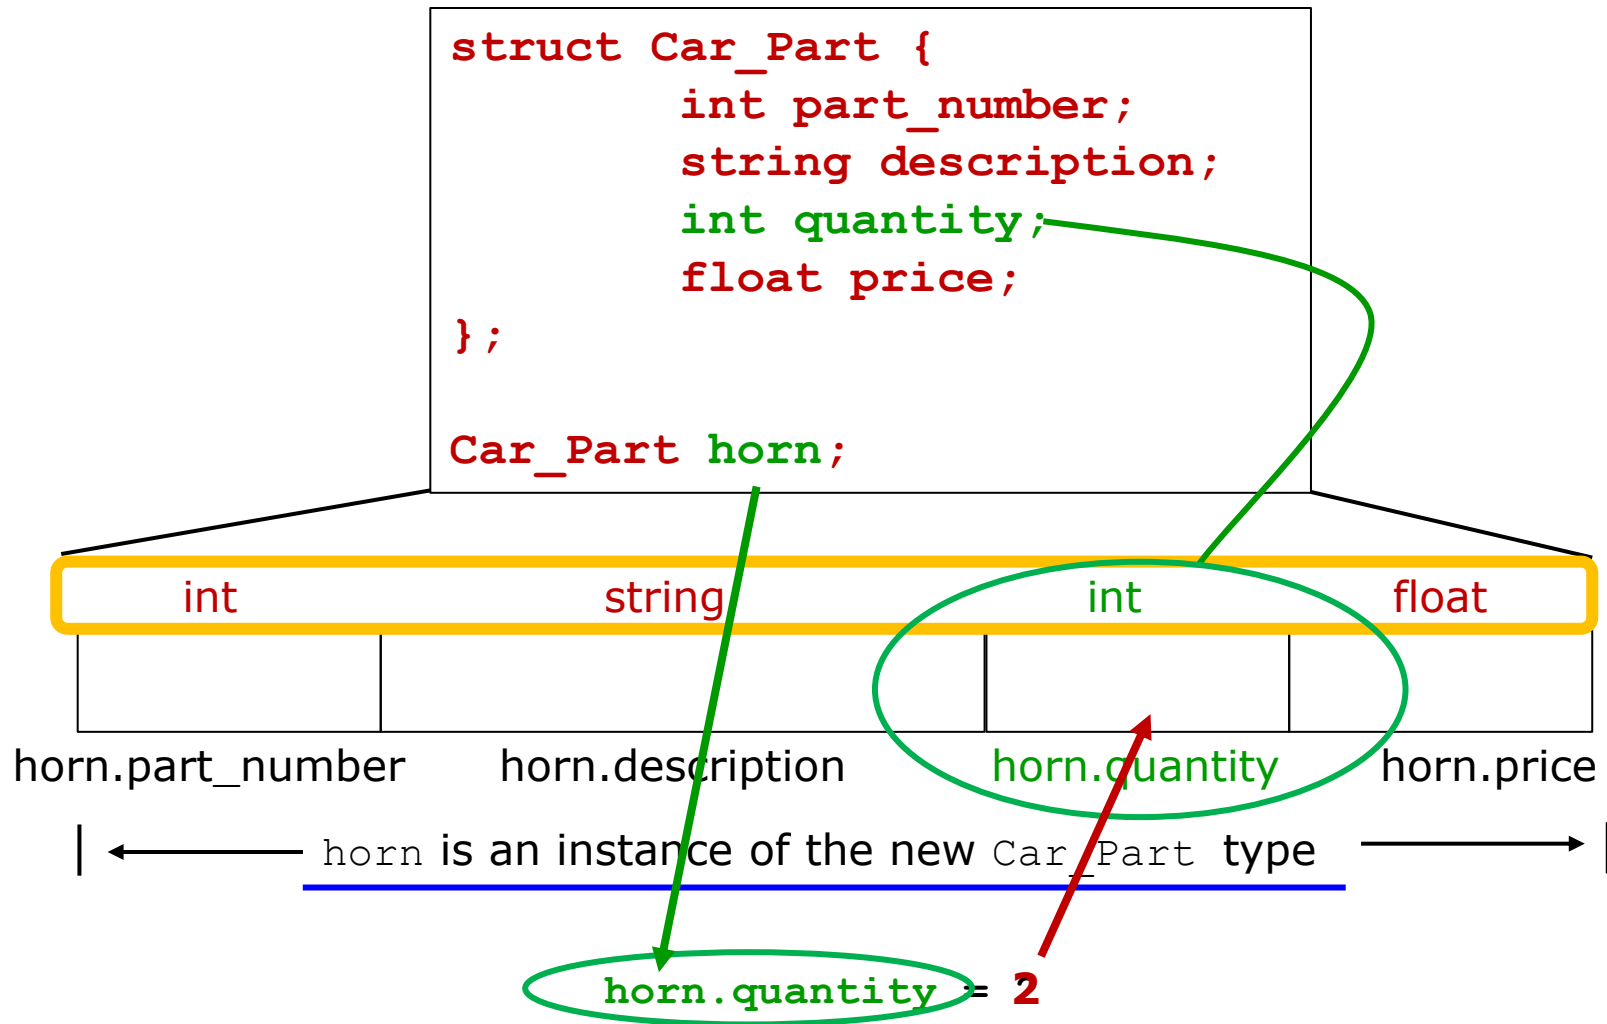 struct Car_Part {
int part_number;
string description;
int quantity;
float price;
};
Car_Part horn;
int string int float
horn.part_number horn.description horn.quantity horn.price
horn is an instance of the new Car_Part type
horn.quantity = 2